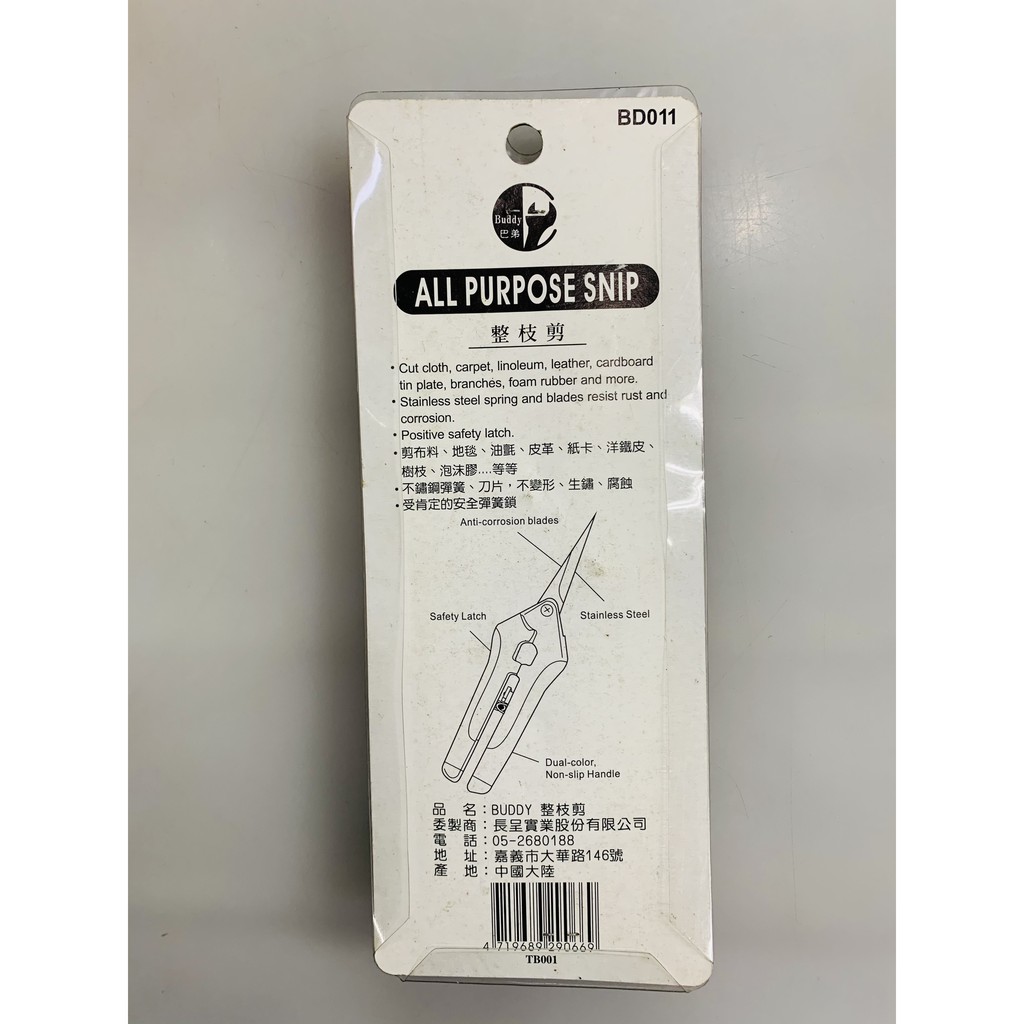 BD011
Buddy
巴弟
ALL PURPOSE SNIP
整枝剪
• Cut cloth, carpet, linoleum, leather, cardboard
tin plate, branches, foam rubber and more.
• Stainless steel spring and blades resist rust and
corrosion.
• Positive safety latch.
• 剪布料、地毯、油氈、皮革、紙卡、洋鐵皮、
樹枝、泡沫膠....等等
• 不鏽鋼彈簧、刀片，不變形、生鏽、腐蝕
• 受肯定的安全彈簧鎖
Anti-corrosion blades
Safety Latch
Stainless Steel
Dual-color,
Non-slip Handle
品 名：BUDDY 整枝剪
委製商：長呈實業股份有限公司
電 話：05-2680188
地 址：嘉義市大華路146號
產 地：中國大陸
4 719689 290669
TB001